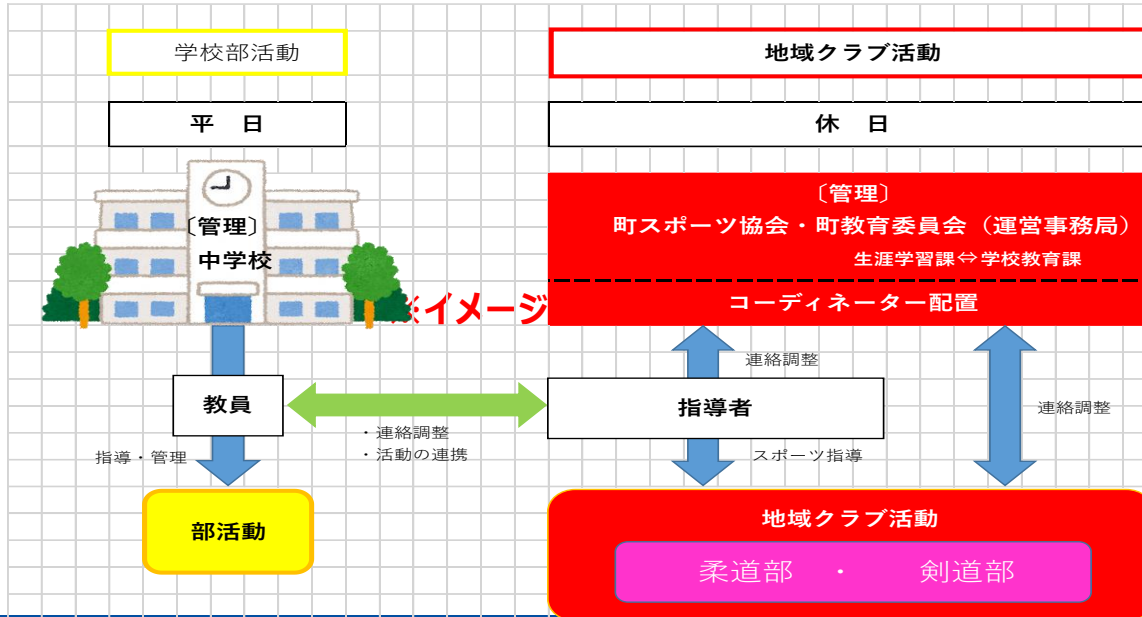 学校部活動
地域クラブ活動
平　日
休　日
〔管理〕
中学校
〔管理〕
町スポーツ協会・町教育委員会（運営事務局）
生涯学習課⇔学校教育課
コーディネーター配置
※イメージ
連絡調整
教員
指導者
連絡調整
・連絡調整
・活動の連携
指導・管理
スポーツ指導
部活動
地域クラブ活動
柔道部　・　剣道部